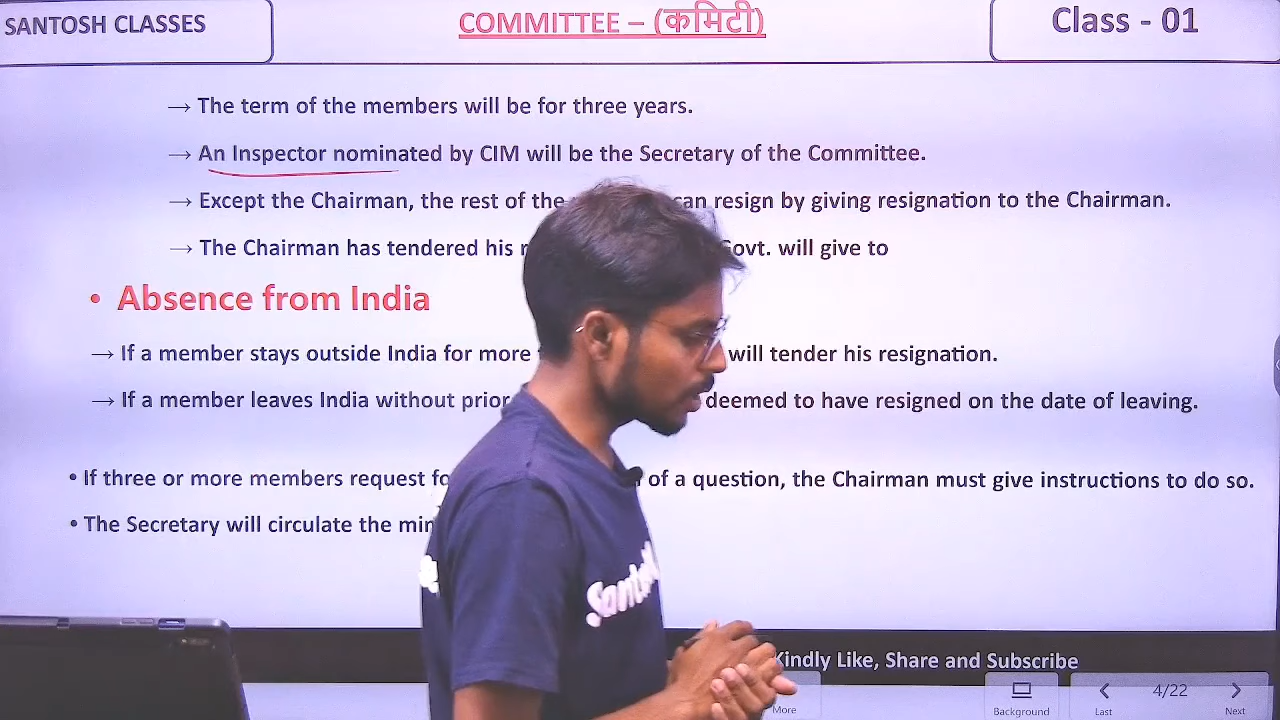 SANTOSH CLASSES
COMMITTEE – (कमिटी)
Class - 01
→ The term of the members will be for three years.
→ An Inspector nominated by CIM will be the Secretary of the Committee.
→ Except the Chairman, the rest of the can resign by giving resignation to the Chairman.
→ The Chairman has tendered his Govt. will give to
• Absence from India
→ If a member stays outside India for more will tender his resignation.
→ If a member leaves India without prior deemed to have resigned on the date of leaving.
• If three or more members request of a question, the Chairman must give instructions to do so.
• The Secretary will circulate the
Kindly Like, Share and Subscribe
More
Background
Last
4/22
Next